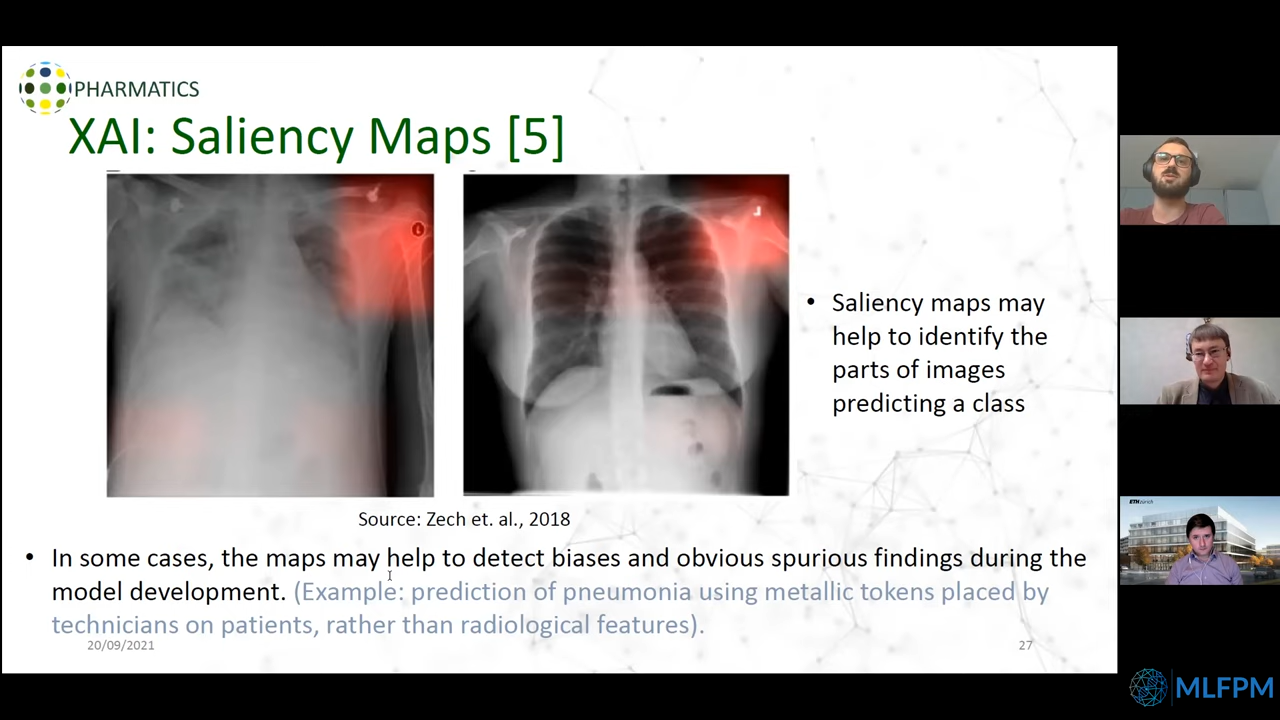 PHARMATICS
XAI: Saliency Maps [5]
L
• Saliency maps may
help to identify the
parts of images
predicting a class
Source: Zech et. al., 2018
• In some cases, the maps may help to detect biases and obvious spurious findings during the
model development. (Example: prediction of pneumonia using metallic tokens placed by
technicians on patients, rather than radiological features).
20/09/2021
27
ETH zürich
MLFPM